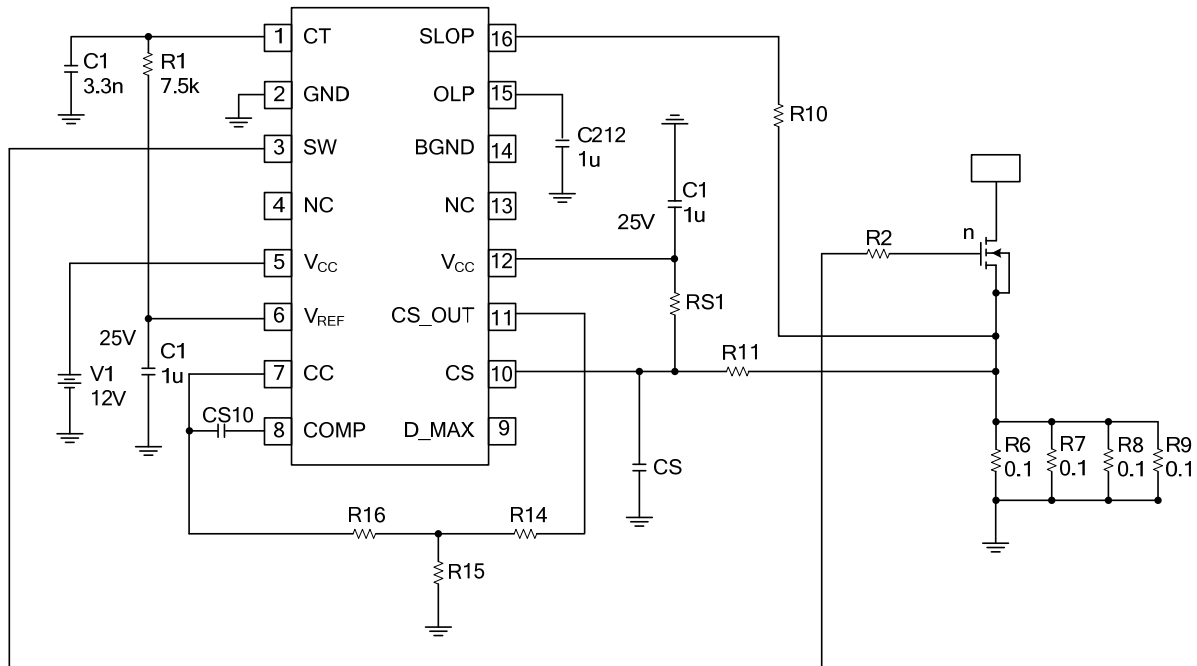 1 CT SLOP 16
C1
3.3n
R1
7.5k
2 GND OLP 15
R10
C212
1u
3 SW BGND 14
4 NC NC 13
25V
C1
1u
n
R2
5 VCC VCC 12
RS1
6 VREF CS_OUT 11
25V
C1
1u
V1
12V
R11
7 CC CS 10
CS10
8 COMP D_MAX 9
CS
R6
0.1
R7
0.1
R8
0.1
R9
0.1
R16
R14
R15